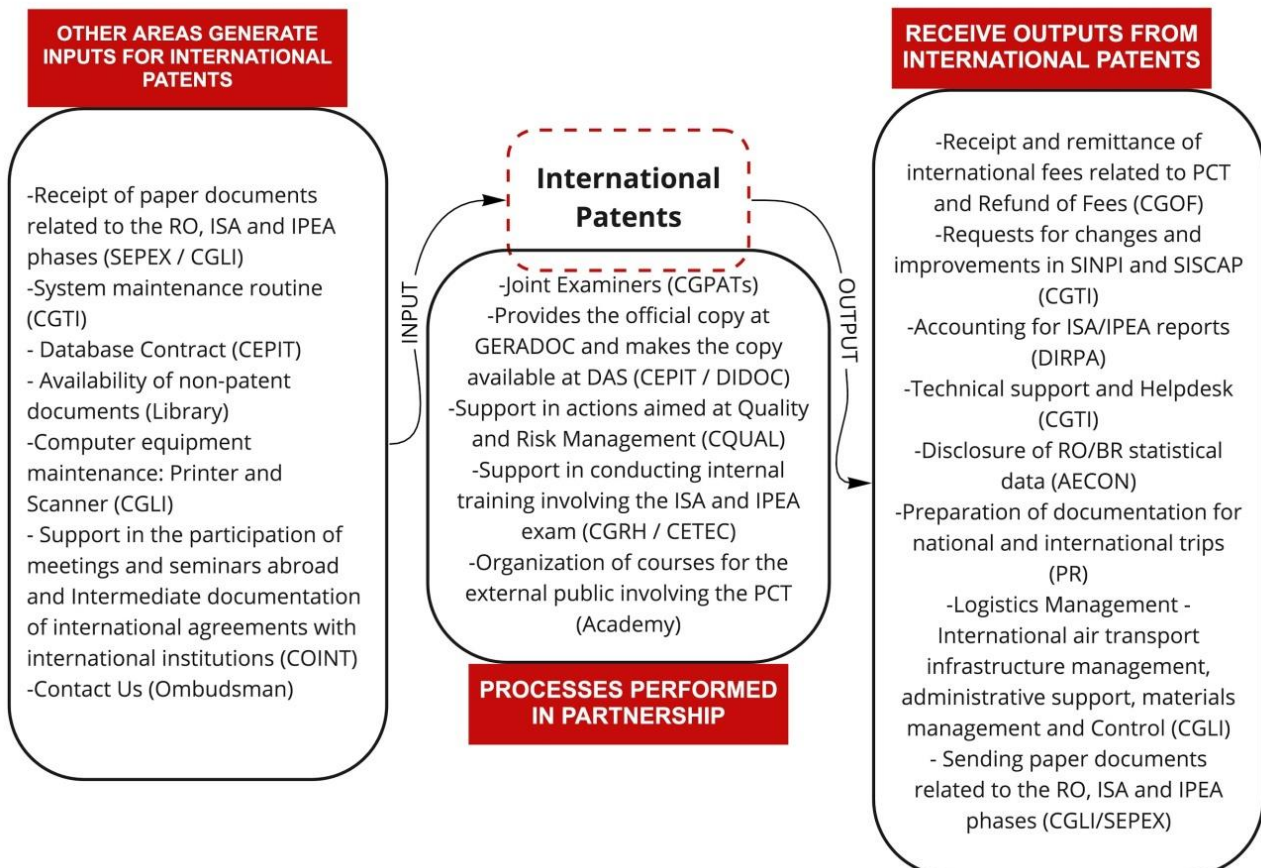 OTHER AREAS GENERATE
INPUTS FOR INTERNATIONAL
PATENTS
-Receipt of paper documents
related to the RO, ISA and IPEA
phases (SEPEX / CGLI)
-System maintenance routine
(CGTI)
- Database Contract (CEPIT)
- Availability of non-patent
documents (Library)
-Computer equipment
maintenance: Printer and
Scanner (CGLI)
- Support in the participation of
meetings and seminars abroad
and Intermediate documentation
of international agreements with
international institutions (COINT)
-Contact Us (Ombudsman)
INPUT
International
Patents
-Joint Examiners (CGPATs)
-Provides the official copy at
GERADOC and makes the copy
available at DAS (CEPIT / DIDOC)
-Support in actions aimed at Quality
and Risk Management (CQUAL)
-Support in conducting internal
training involving the ISA and IPEA
exam (CGRH / CETEC)
-Organization of courses for the
external public involving the PCT
(Academy)
PROCESSES PERFORMED
IN PARTNERSHIP
OUTPUT
RECEIVE OUTPUTS FROM
INTERNATIONAL PATENTS
-Receipt and remittance of
international fees related to PCT
and Refund of Fees (CGOF)
-Requests for changes and
improvements in SINPI and SISCAP
(CGTI)
-Accounting for ISA/IPEA reports
(DIRPA)
-Technical support and Helpdesk
(CGTI)
-Disclosure of RO/BR statistical
data (AECON)
-Preparation of documentation for
national and international trips
(PR)
-Logistics Management -
International air transport
infrastructure management,
administrative support, materials
management and Control (CGLI)
- Sending paper documents
related to the RO, ISA and IPEA
phases (CGLI/SEPEX)